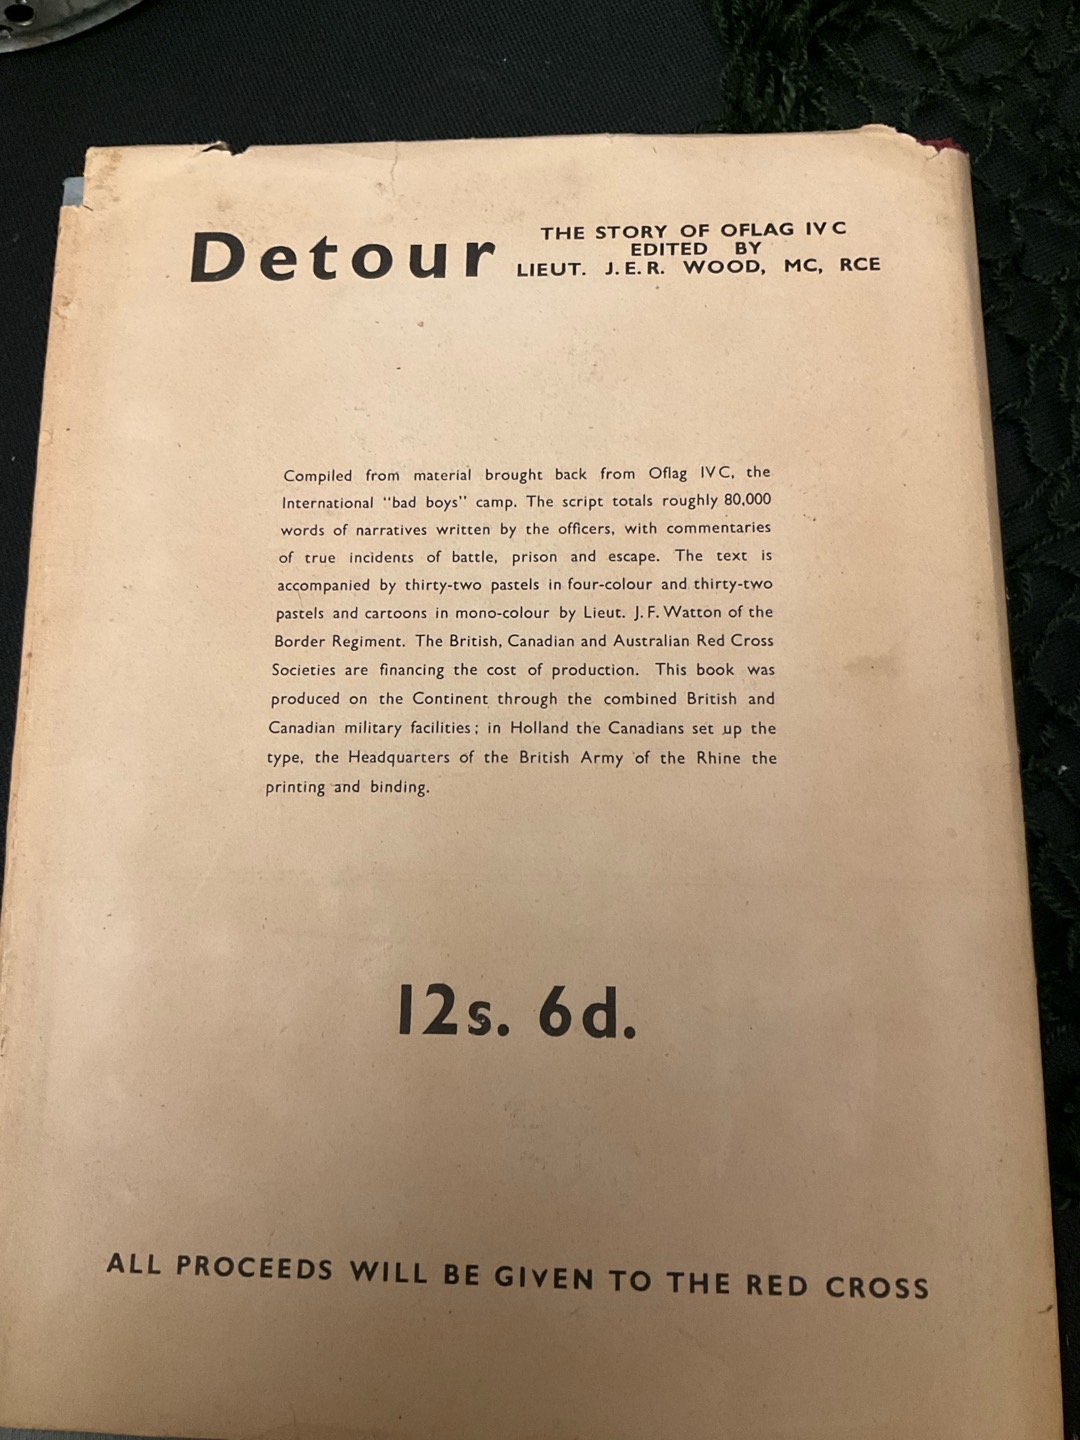 Detour
THE STORY OF OFLAG IV C
EDITED BY
LIEUT. J. E. R. WOOD, MC, RCE
Compiled from material brought back from Oflag IV C, the
International "bad boys" camp. The script totals roughly 80,000
words of narratives written by the officers, with commentaries
of true incidents of battle, prison and escape. The text is
accompanied by thirty-two pastels in four-colour and thirty-two
pastels and cartoons in mono-colour by Lieut. J. F. Watton of the
Border Regiment. The British, Canadian and Australian Red Cross
Societies are financing the cost of production. This book was
produced on the Continent through the combined British and
Canadian military facilities; in Holland the Canadians set up the
type, the Headquarters of the British Army of the Rhine the
printing and binding.
12s. 6d.
ALL PROCEEDS WILL BE GIVEN TO THE RED CROSS